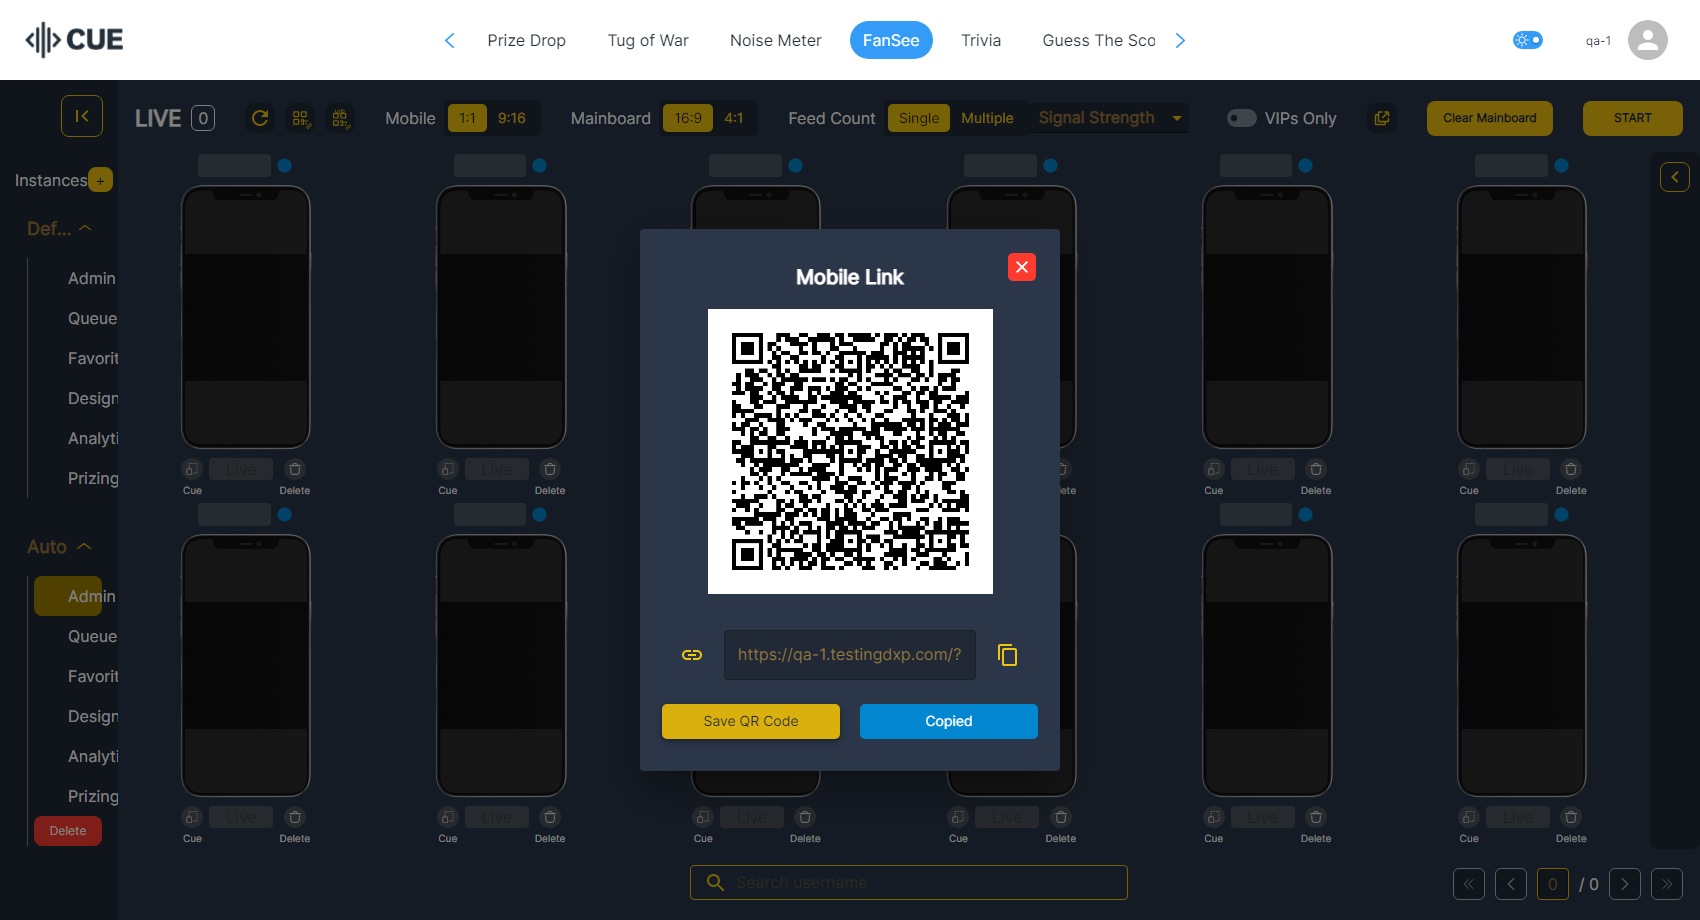 CUE
Prize Drop
Tug of War
Noise Meter
FanSee
Trivia
Guess The Sco
qa-1
LIVE 0
Mobile 1:1 9:16
Mainboard 16:9 4:1
Feed Count Single Multiple
Signal Strength
VIPs Only
Clear Mainboard
START
Instances +
Def...
Admin
Queue
Favorit
Design
Analyti
Prizing
Auto
Admin
Queue
Favorit
Design
Analyti
Prizing
Delete
Live
Cue Delete
Live
Cue Delete
lete
Live
Cue Delete
Live
Cue Delete
Live
Cue Delete
Live
Cue Delete
Live
Cue Delete
Live
Cue Delete
Live
Cue Delete
Live
Cue Delete
Mobile Link
https://qa-1.testingdxp.com/?
Save QR Code
Copied
Search username
0 / 0